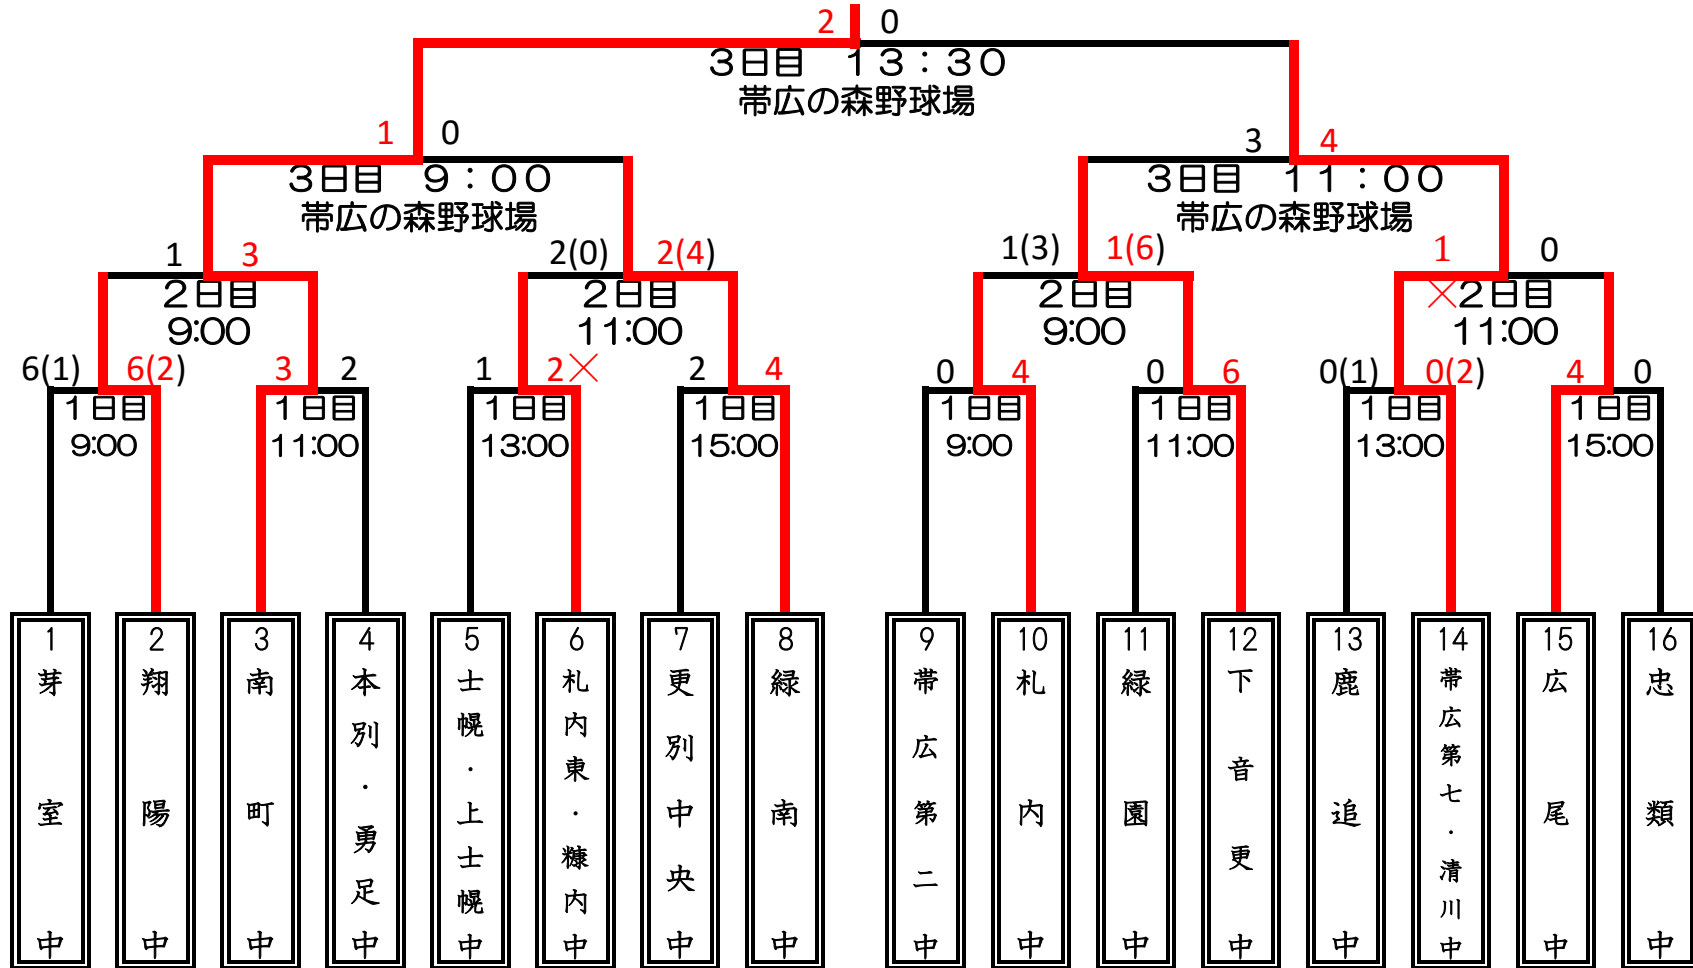 2 0
3日目 13：30
帯広の森野球場
1 0
3 4
3日目 9：00
帯広の森野球場
3日目 11：00
帯広の森野球場
1 3
2(0) 2(4)
1(3) 1(6)
1 0
2日目
9:00
2日目
11:00
2日目
9:00
×2日目
11:00
6(1) 6(2)
3 2
1 2×
2 4
0 4
0 6
0(1) 0(2)
4 0
1日目
9:00
1日目
11:00
1日目
13:00
1日目
15:00
1日目
9:00
1日目
11:00
1日目
13:00
1日目
15:00
1 芽室中
2 翔陽中
3 南町中
4 本別・勇足中
5 士幌・上士幌中
6 札内東・糠内中
7 更別中央中
8 緑南中
9 帯広第二中
10 札内中
11 緑園中
12 下音更中
13 鹿追中
14 帯広第七・清川中
15 広尾中
16 忠類中